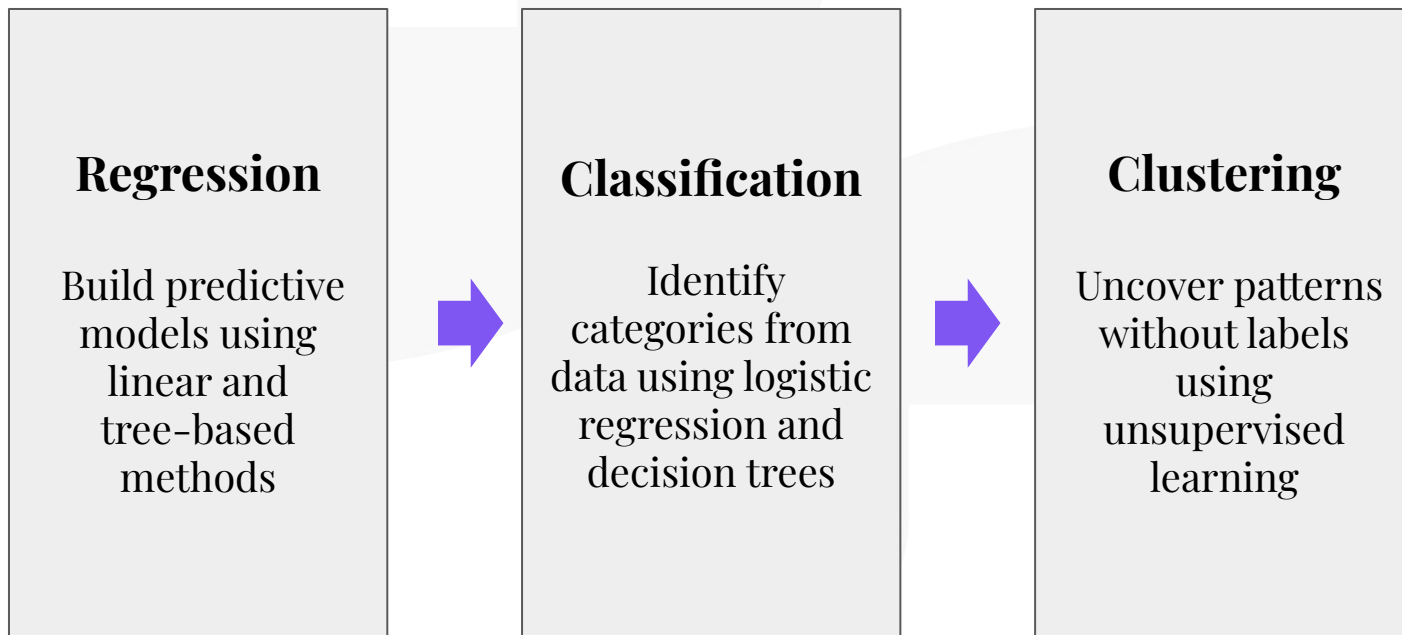 Regression
Build predictive
models using
linear and
tree-based
methods
Classification
Identify
categories from
data using logistic
regression and
decision trees
Clustering
Uncover patterns
without labels
using
unsupervised
learning